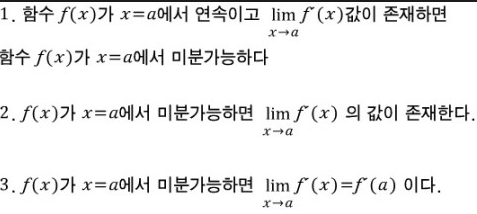 1. 함수 f(x)가 x=a에서 연속이고 lim f′(x)값이 존재하면
x→a
함수 f(x)가 x=a에서 미분가능하다
2. f(x)가 x=a에서 미분가능하면 lim f′(x) 의 값이 존재한다.
x→a
3. f(x)가 x=a에서 미분가능하면 lim f′(x)=f′(a) 이다.
x→a